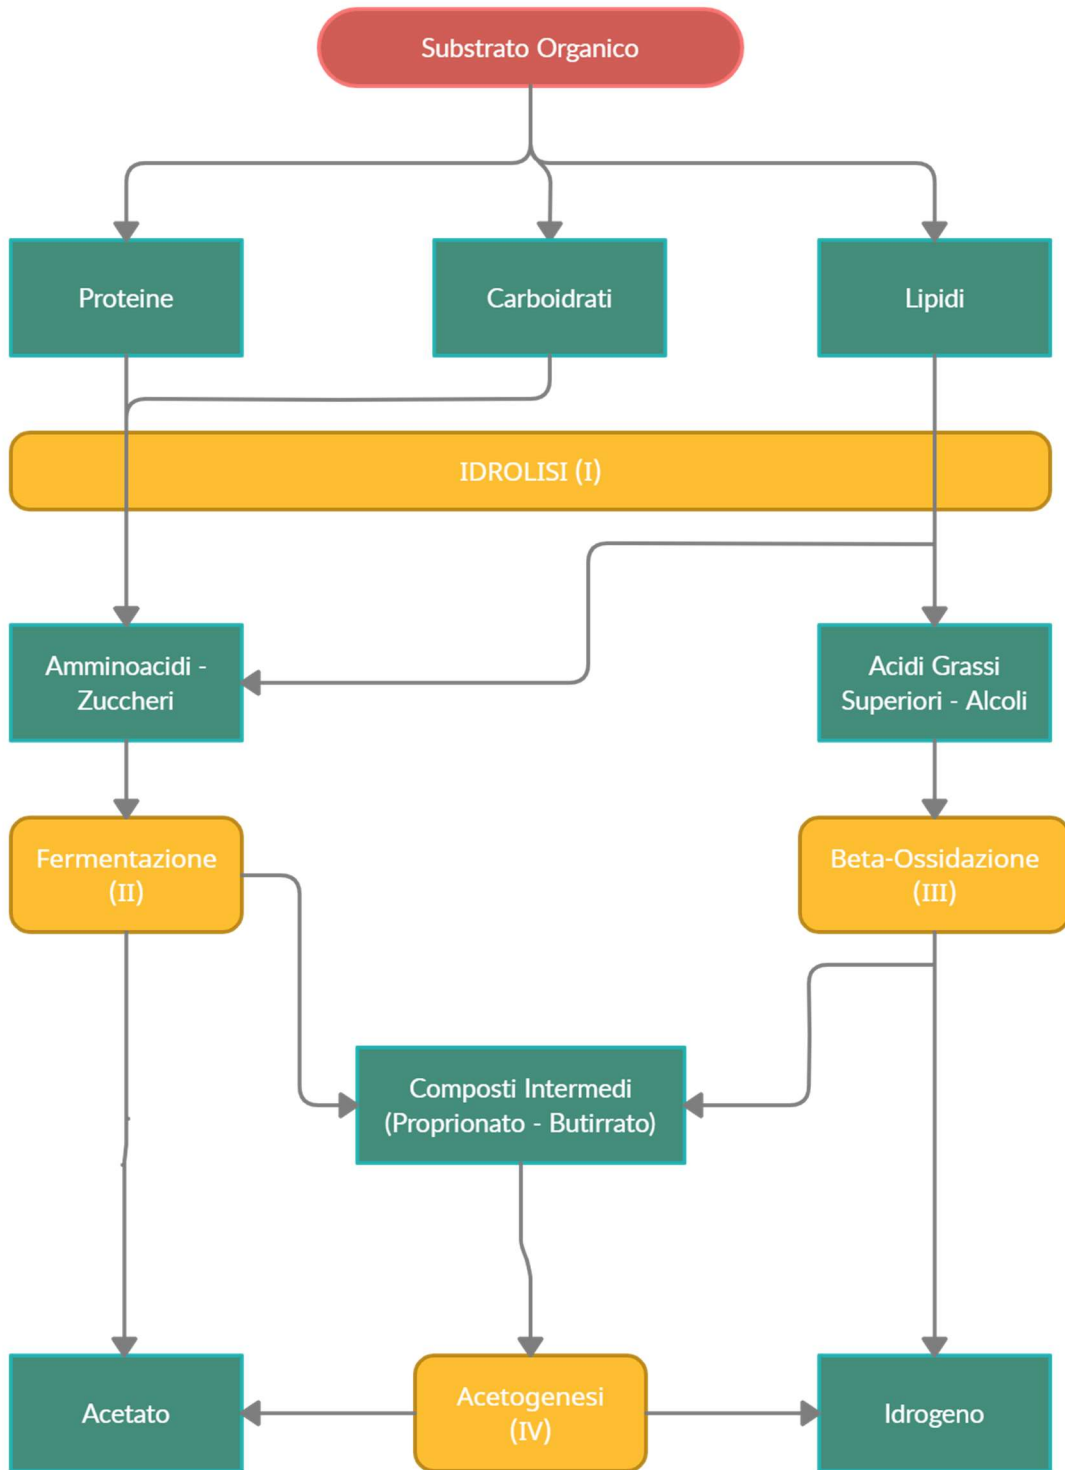 Substrato Organico
Proteine
Carboidrati
Lipidi
IDROLISI (I)
Amminoacidi -
Zuccheri
Acidi Grassi
Superiori - Alcoli
Fermentazione
(II)
Beta-Ossidazione
(III)
Composti Intermedi
(Proprionato - Butirrato)
Acetato
Acetogenesi
(IV)
Idrogeno